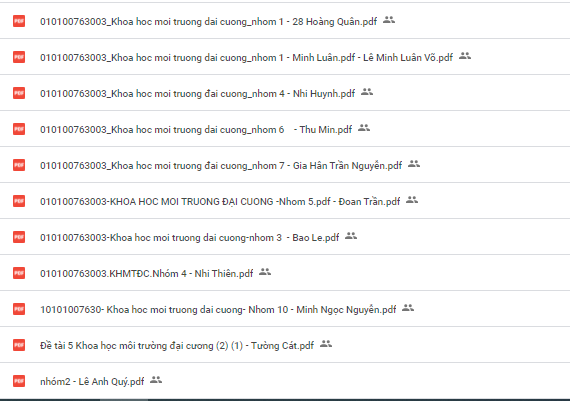 PDF 010100763003_Khoa hoc moi truong dai cuong_nhom 1 - 28 Hoàng Quân.pdf
PDF 010100763003_Khoa hoc moi truong dai cuong_nhom 1 - Minh Luân.pdf - Lê Minh Luân Võ.pdf
PDF 010100763003_Khoa hoc moi truong đai cuong_nhom 4 - Nhi Huynh.pdf
PDF 010100763003_Khoa hoc moi truong dai cuong_nhom 6 - Thu Min.pdf
PDF 010100763003_Khoa hoc moi truong dai cuong_nhom 7 - Gia Hân Trần Nguyễn.pdf
PDF 010100763003-KHOA HOC MOI TRUONG ĐẠI CUONG -Nhom 5.pdf - Đoan Trần.pdf
PDF 010100763003-Khoa hoc moi truong dai cuong-nhom 3 - Bao Le.pdf
PDF 010100763003.KHMTĐC.Nhóm 4 - Nhi Thiên.pdf
PDF 10101007630- Khoa hoc moi truong dai cuong- Nhom 10 - Minh Ngọc Nguyễn.pdf
PDF Đề tài 5 Khoa học môi trường đại cương (2) (1) - Tường Cát.pdf
PDF nhóm2 - Lê Anh Quý.pdf